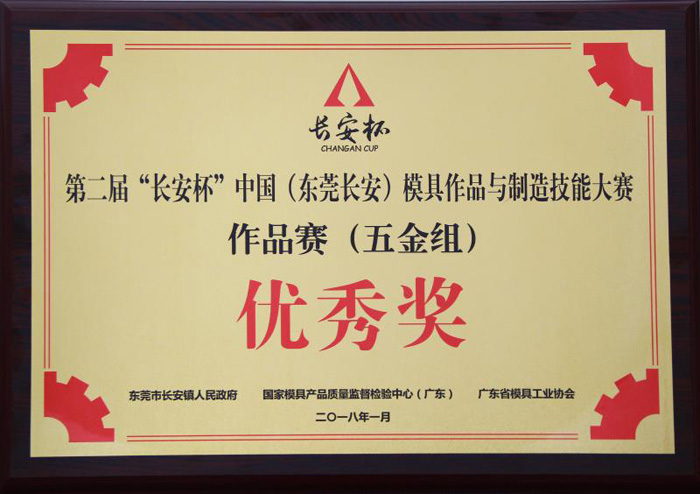 长安杯
CHANGAN CUP
第二届“长安杯”中国（东莞长安）模具作品与制造技能大赛
作品赛（五金组）
优秀奖
东莞市长安镇人民政府 国家模具产品质量监督检验中心（广东） 广东省模具工业协会
二〇一八年一月